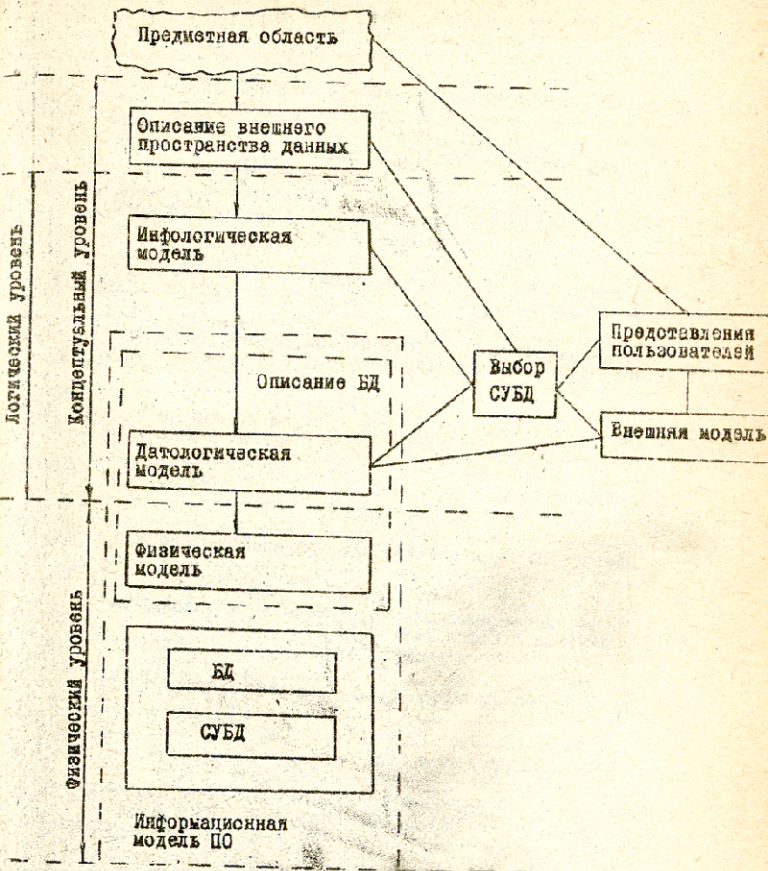 Предметная область
Описание внешнего
пространства данных
Инфологическая
модель
Логический уровень
Концептуальный уровень
Описание БД
Выбор
СУБД
Представления
пользователей
Внешняя модель
Датологическая
модель
Физическая
модель
Физический уровень
БД
СУБД
Информационная
модель ПО